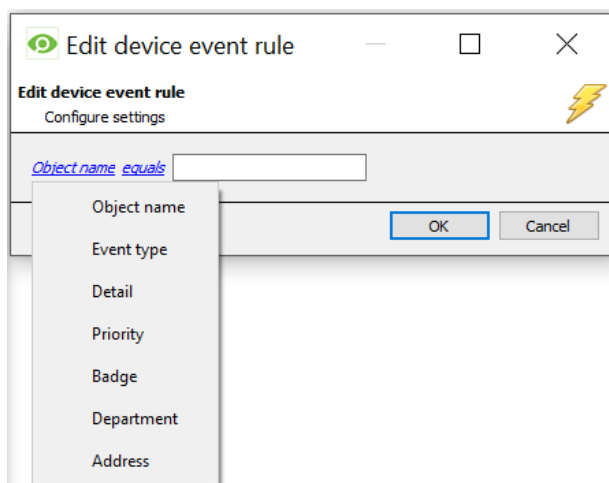 Edit device event rule
Edit device event rule
Configure settings
Object name equals
Object name
Event type
Detail
Priority
Badge
Department
Address
OK Cancel